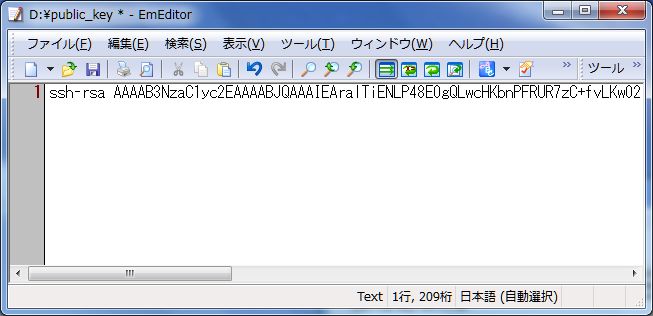 D:¥public_key * - EmEditor
ファイル(F) 編集(E) 検索(S) 表示(V) ツール(T) ウィンドウ(W) ヘルプ(H) »
» ツール »
1 ssh-rsa AAAAB3NzaC1yc2EAAAABJQAAAIEAralTiENLP48E0gQLwcHKbnPFRUR7zC+fvLKw02
Text 1行, 209桁 日本語 (自動選択)